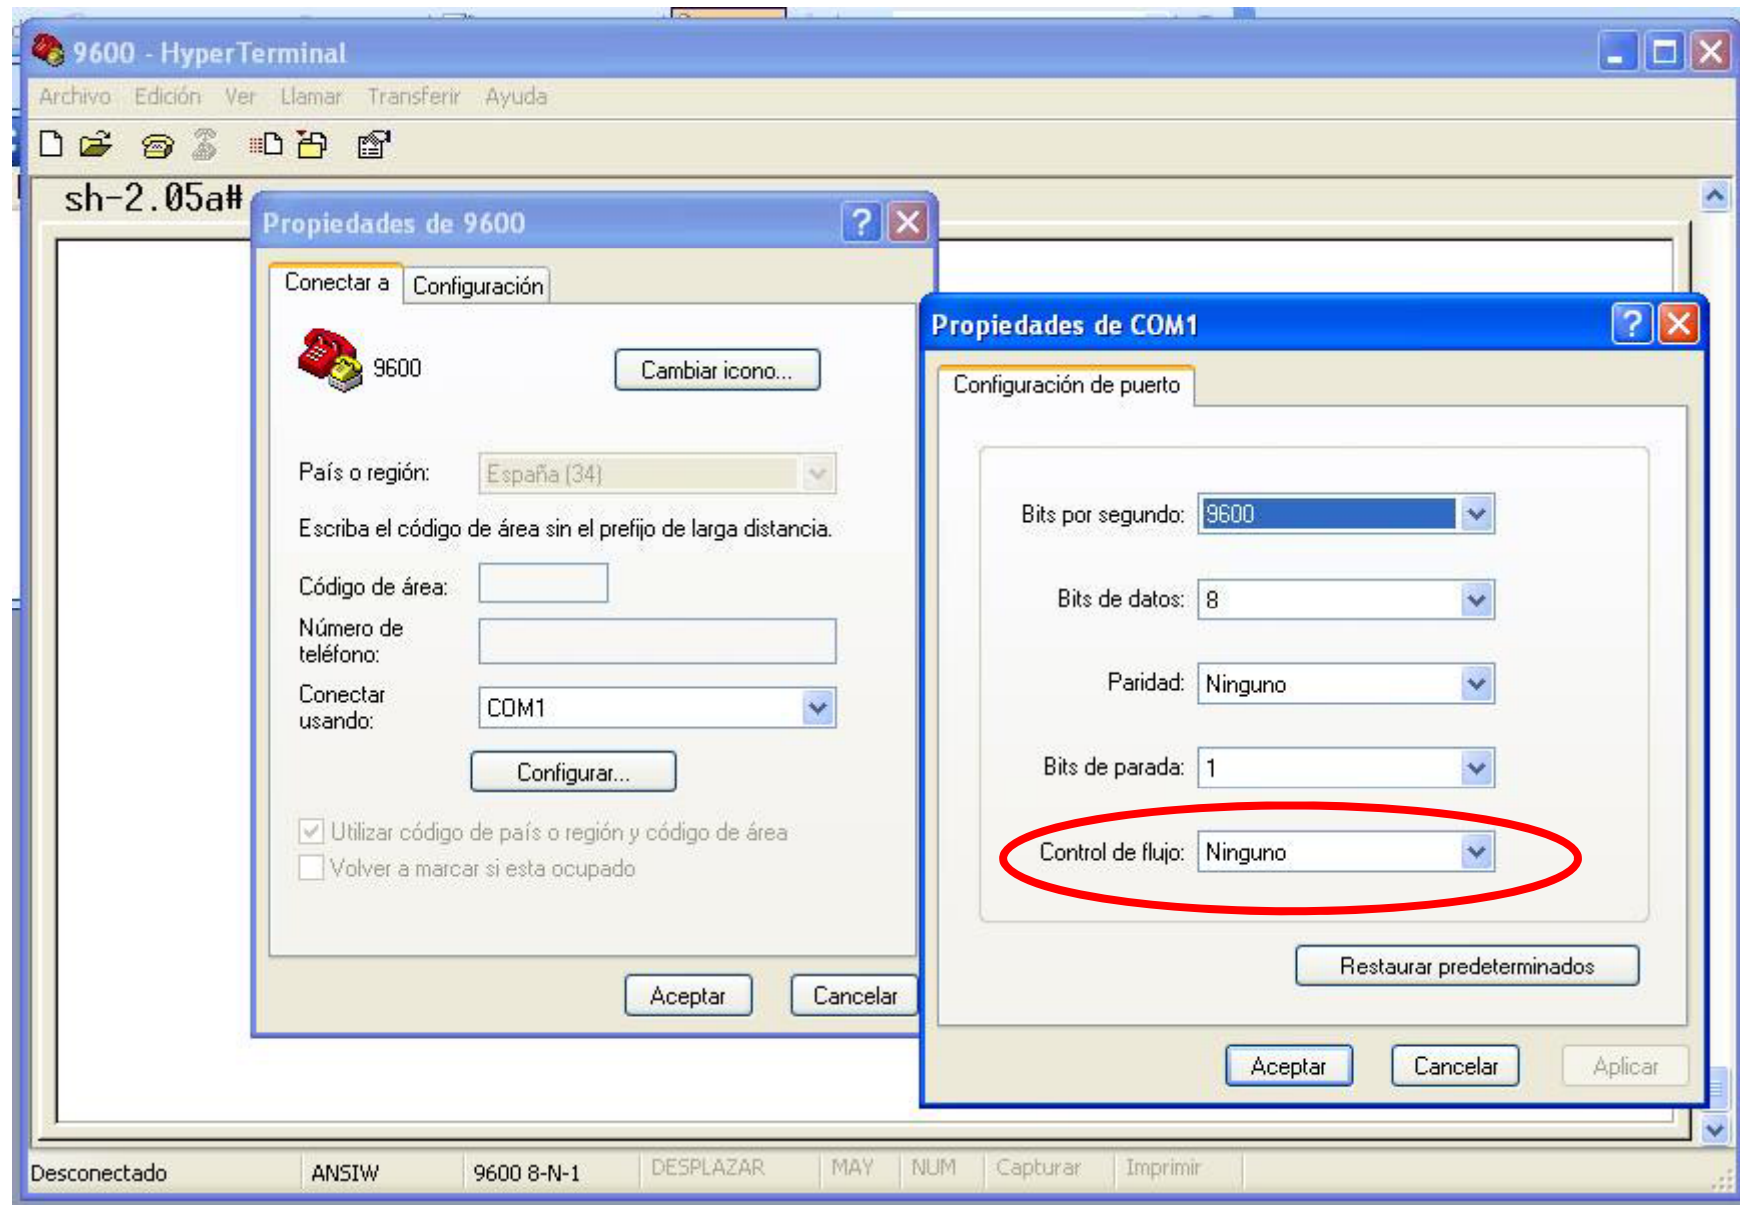 9600 - HyperTerminal
Archivo Edición Ver Llamar Transferir Ayuda
sh-2.05a#
Propiedades de 9600
Conectar a Configuración
9600 Cambiar icono...
País o región: España (34)
Escriba el código de área sin el prefijo de larga distancia.
Código de área:
Número de
teléfono:
Conectar
usando: COM1
Configurar...
Utilizar código de país o región y código de área
Volver a marcar si esta ocupado
Aceptar Cancelar
Propiedades de COM1
Configuración de puerto
Bits por segundo: 9600
Bits de datos: 8
Paridad: Ninguno
Bits de parada: 1
Control de flujo: Ninguno
Restaurar predeterminados
Aceptar Cancelar Aplicar
Desconectado ANSIW 9600 8-N-1 DESPLAZAR MAY NUM Capturar Imprimir